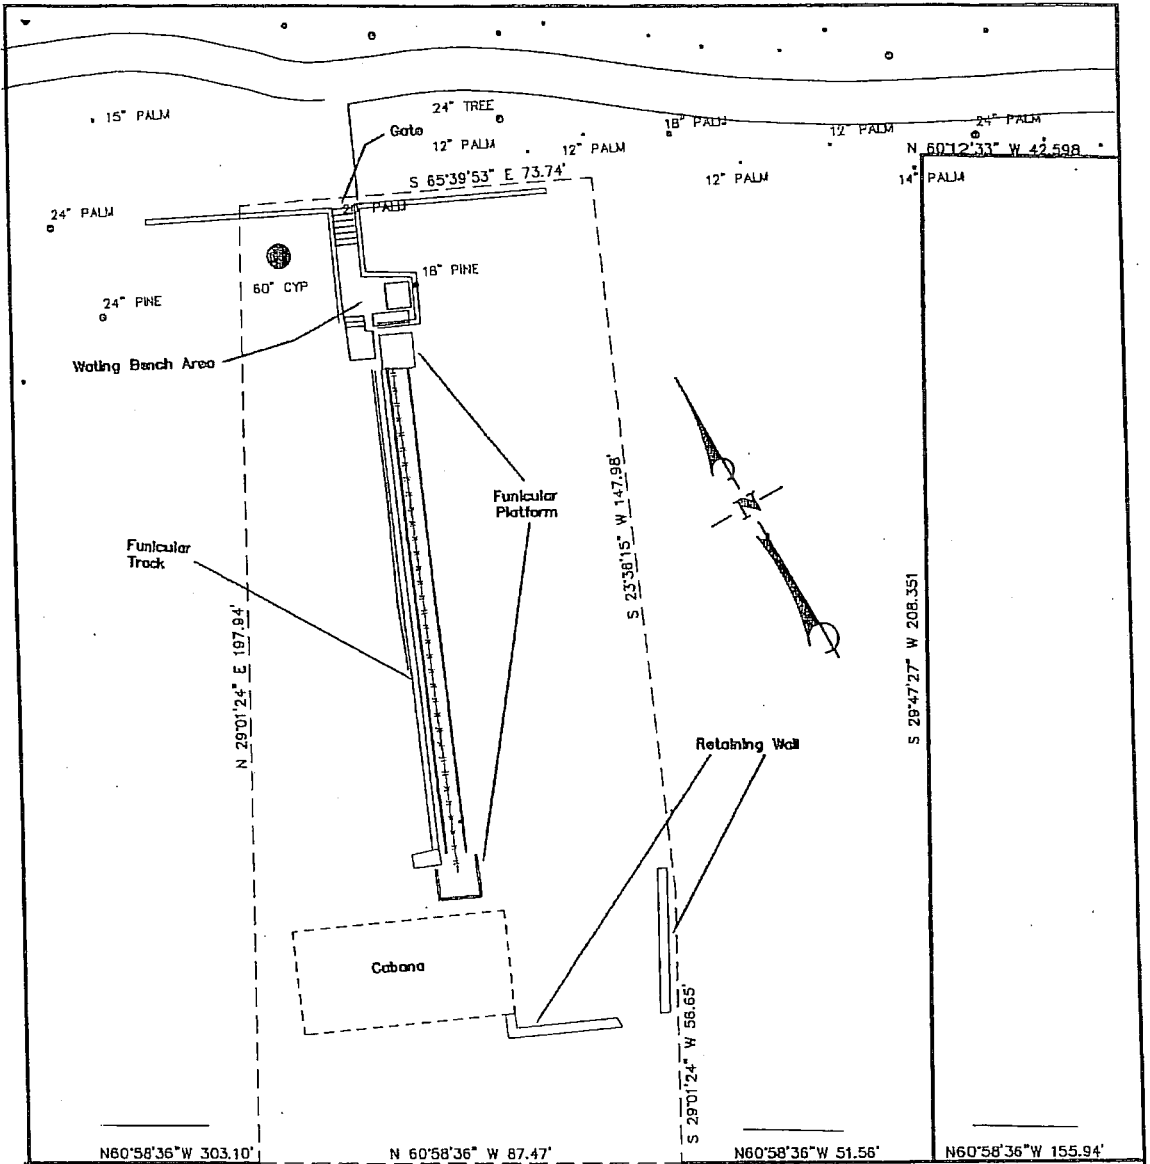 15" PALM
24" TREE
Gate
12" PALM
12" PALM
18" PALM
12" PALM
24" PALM
N 60°12'33" W 42.598
S 65°39'53" E 73.74'
12" PALM
14" PALM
24" PALM
60" CYP
18" PINE
24" PINE
Wating Bench Area
Funicular
Platform
Funicular
Track
S 23°38'15" W 147.98'
N
N 29°01'24" E 197.94'
S 29°47'27" W 208.351
Retaining Wall
Cabana
S 29°01'24" W 58.65'
N60°58'36"W 303.10'
N 60°58'36" W 87.47'
N60°58'36"W 51.56'
N60°58'36"W 155.94'